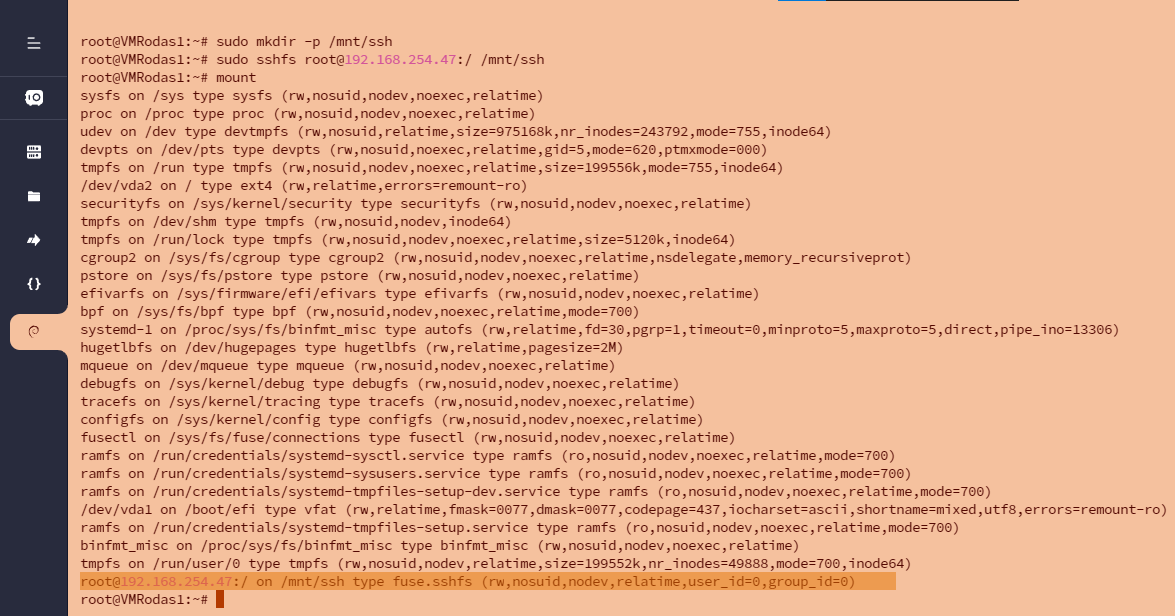 root@VMRodas1:~# sudo mkdir -p /mnt/ssh
root@VMRodas1:~# sudo sshfs root@192.168.254.47:/ /mnt/ssh
root@VMRodas1:~# mount
sysfs on /sys type sysfs (rw,nosuid,nodev,noexec,relatime)
proc on /proc type proc (rw,nosuid,nodev,noexec,relatime)
udev on /dev type devtmpfs (rw,nosuid,relatime,size=975168k,nr_inodes=243792,mode=755,inode64)
devpts on /dev/pts type devpts (rw,nosuid,noexec,relatime,gid=5,mode=620,ptmxmode=000)
tmpfs on /run type tmpfs (rw,nosuid,nodev,noexec,relatime,size=199556k,mode=755,inode64)
/dev/vda2 on / type ext4 (rw,relatime,errors=remount-ro)
securityfs on /sys/kernel/security type securityfs (rw,nosuid,nodev,noexec,relatime)
tmpfs on /dev/shm type tmpfs (rw,nosuid,nodev,inode64)
tmpfs on /run/lock type tmpfs (rw,nosuid,nodev,noexec,relatime,size=5120k,inode64)
cgroup2 on /sys/fs/cgroup type cgroup2 (rw,nosuid,nodev,noexec,relatime,nsdelegate,memory_recursiveprot)
pstore on /sys/fs/pstore type pstore (rw,nosuid,nodev,noexec,relatime)
efivarfs on /sys/firmware/efi/efivars type efivarfs (rw,nosuid,nodev,noexec,relatime)
bpf on /sys/fs/bpf type bpf (rw,nosuid,nodev,noexec,relatime,mode=700)
systemd-1 on /proc/sys/fs/binfmt_misc type autofs (rw,relatime,fd=30,pgrp=1,timeout=0,minproto=5,maxproto=5,direct,pipe_ino=13306)
hugetlbfs on /dev/hugepages type hugetlbfs (rw,relatime,pagesize=2M)
mqueue on /dev/mqueue type mqueue (rw,nosuid,nodev,noexec,relatime)
debugfs on /sys/kernel/debug type debugfs (rw,nosuid,nodev,noexec,relatime)
tracefs on /sys/kernel/tracing type tracefs (rw,nosuid,nodev,noexec,relatime)
configfs on /sys/kernel/config type configfs (rw,nosuid,nodev,noexec,relatime)
fusectl on /sys/fs/fuse/connections type fusectl (rw,nosuid,nodev,noexec,relatime)
ramfs on /run/credentials/systemd-sysctl.service type ramfs (ro,nosuid,nodev,noexec,relatime,mode=700)
ramfs on /run/credentials/systemd-sysusers.service type ramfs (ro,nosuid,nodev,noexec,relatime,mode=700)
ramfs on /run/credentials/systemd-tmpfiles-setup-dev.service type ramfs (ro,nosuid,nodev,noexec,relatime,mode=700)
/dev/vda1 on /boot/efi type vfat (rw,relatime,fmask=0077,dmask=0077,codepage=437,iocharset=ascii,shortname=mixed,utf8,errors=remount-ro)
ramfs on /run/credentials/systemd-tmpfiles-setup.service type ramfs (ro,nosuid,nodev,noexec,relatime,mode=700)
binfmt_misc on /proc/sys/fs/binfmt_misc type binfmt_misc (rw,nosuid,nodev,noexec,relatime)
tmpfs on /run/user/0 type tmpfs (rw,nosuid,nodev,relatime,size=199552k,nr_inodes=49888,mode=700,inode64)
root@192.168.254.47:/ on /mnt/ssh type fuse.sshfs (rw,nosuid,nodev,relatime,user_id=0,group_id=0)
root@VMRodas1:~#